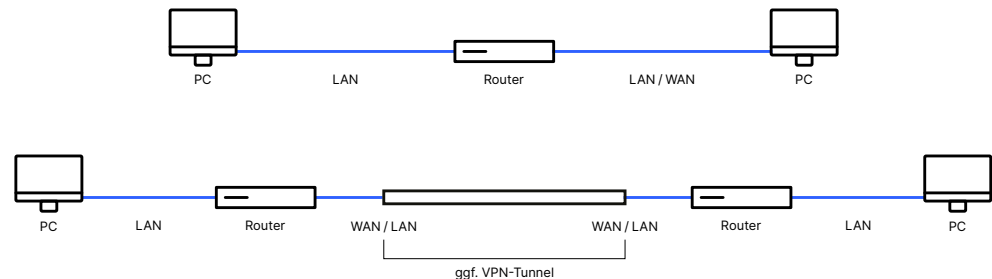 PC LAN Router LAN / WAN PC
PC LAN Router WAN / LAN WAN / LAN Router LAN PC
ggf. VPN-Tunnel